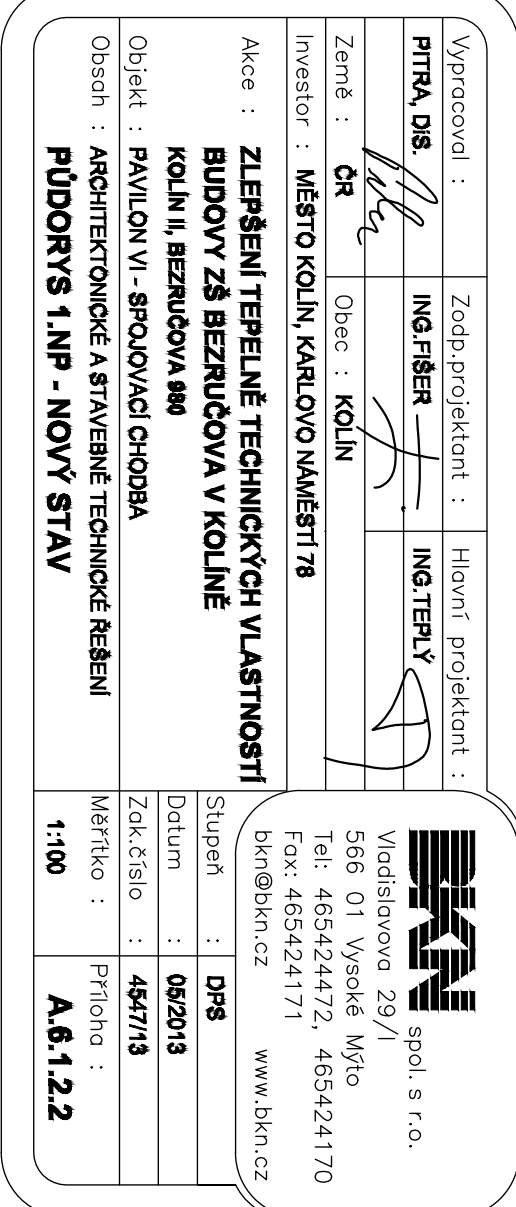 Vypracoval : Zodp.projektant : Hlavní projektant :
PITRA, DiS. ING.FIŠER ING.TEPLÝ
Země : ČR Obec : KOLÍN
Investor : MĚSTO KOLÍN, KARLOVO NÁMĚSTÍ 78
BKN spol. s r.o.
Vladislavova 29/I
566 01 Vysoké Mýto
Tel: 465424472, 465424170
Fax: 465424171
bkn@bkn.cz www.bkn.cz
Akce : ZLEPŠENÍ TEPELNĚ TECHNICKÝCH VLASTNOSTÍ
BUDOVY ZŠ BEZRUČOVA V KOLÍNĚ
KOLÍN II, BEZRUČOVA 980
Objekt : PAVILON VI - SPOJOVACÍ CHODBA
Obsah : ARCHITEKTONICKÉ A STAVEBNĚ TECHNICKÉ ŘEŠENÍ
PŮDORYS 1.NP - NOVÝ STAV
Stupeň : DPS
Datum : 05/2013
Zak.číslo : 4547/13
Měřítko : Příloha :
1:100 A.6.1.2.2